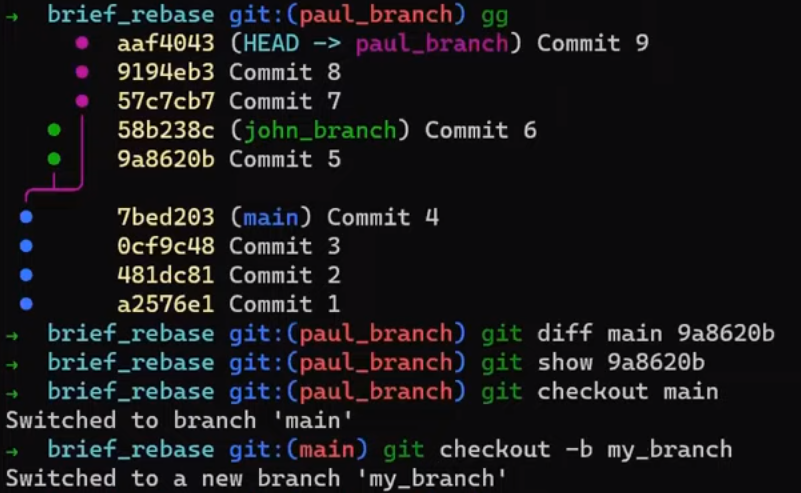 → brief_rebase git:(paul_branch) gg
aaf4043 (HEAD -> paul_branch) Commit 9
9194eb3 Commit 8
57c7cb7 Commit 7
58b238c (john_branch) Commit 6
9a8620b Commit 5
7bed203 (main) Commit 4
0cf9c48 Commit 3
481dc81 Commit 2
a2576e1 Commit 1
→ brief_rebase git:(paul_branch) git diff main 9a8620b
→ brief_rebase git:(paul_branch) git show 9a8620b
→ brief_rebase git:(paul_branch) git checkout main
Switched to branch 'main'
→ brief_rebase git:(main) git checkout -b my_branch
Switched to a new branch 'my_branch'